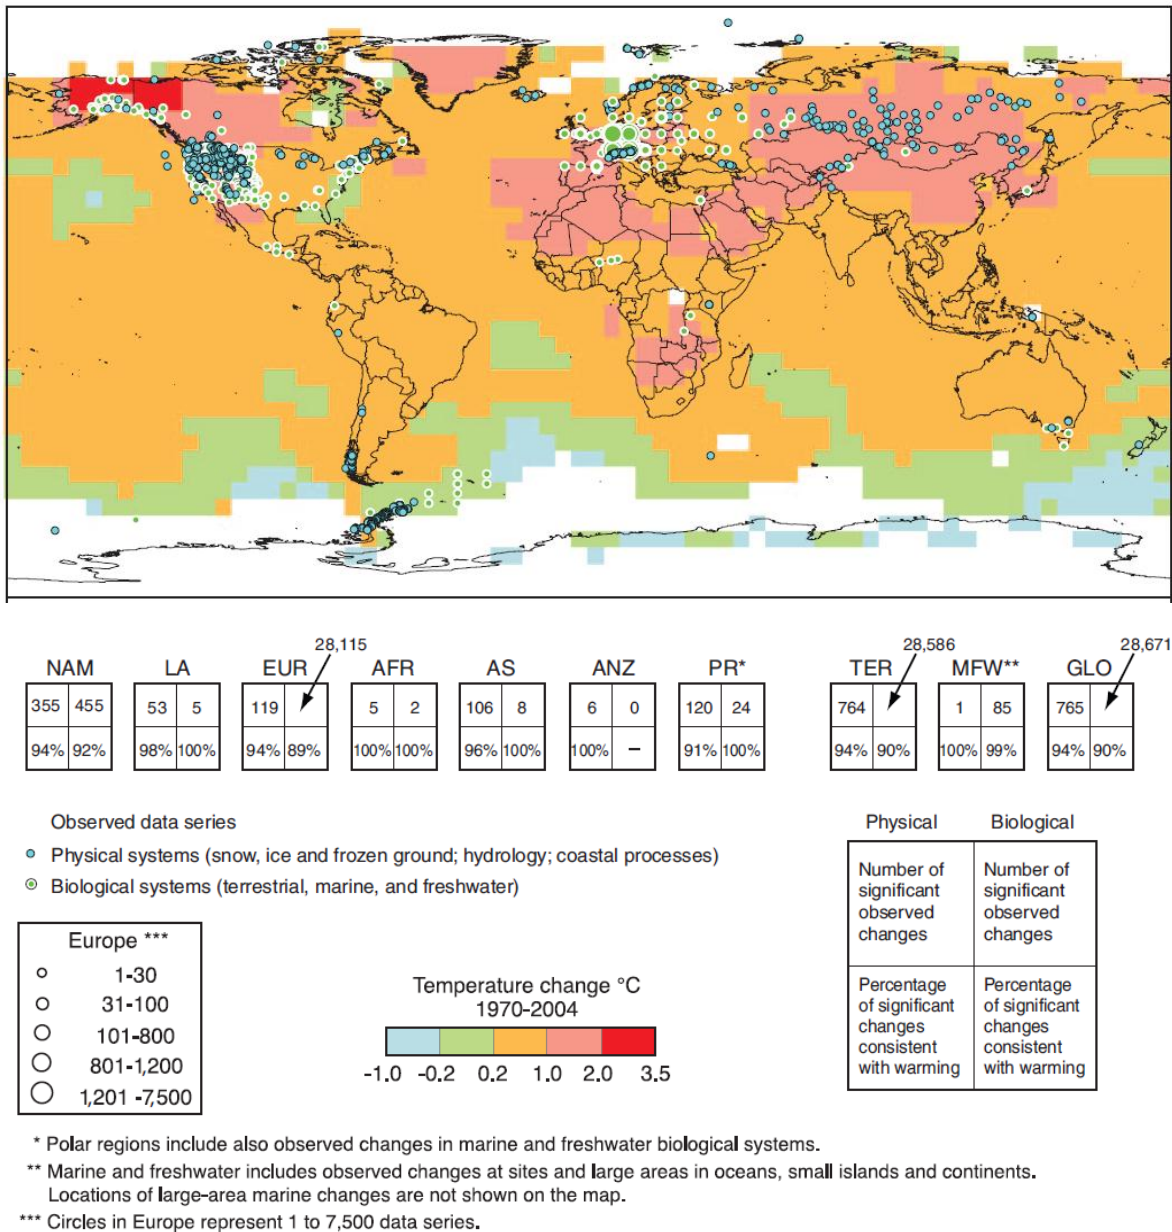 28,115
28,586
28,671
NAM LA EUR AFR AS ANZ PR* TER MFW** GLO
355 455 53 5 119 5 2 106 8 6 0 120 24 764 1 85 765
94% 92% 98% 100% 94% 89% 100% 100% 96% 100% 100% – 91% 100% 94% 90% 100% 99% 94% 90%
Observed data series
Physical systems (snow, ice and frozen ground; hydrology; coastal processes)
Biological systems (terrestrial, marine, and freshwater)
Europe ***
1-30
31-100
101-800
801-1,200
1,201 -7,500
Temperature change °C
1970-2004
-1.0 -0.2 0.2 1.0 2.0 3.5
Physical Biological
Number of
significant
observed
changes
Number of
significant
observed
changes
Percentage
of significant
changes
consistent
with warming
Percentage
of significant
changes
consistent
with warming
* Polar regions include also observed changes in marine and freshwater biological systems.
** Marine and freshwater includes observed changes at sites and large areas in oceans, small islands and continents.
Locations of large-area marine changes are not shown on the map.
*** Circles in Europe represent 1 to 7,500 data series.